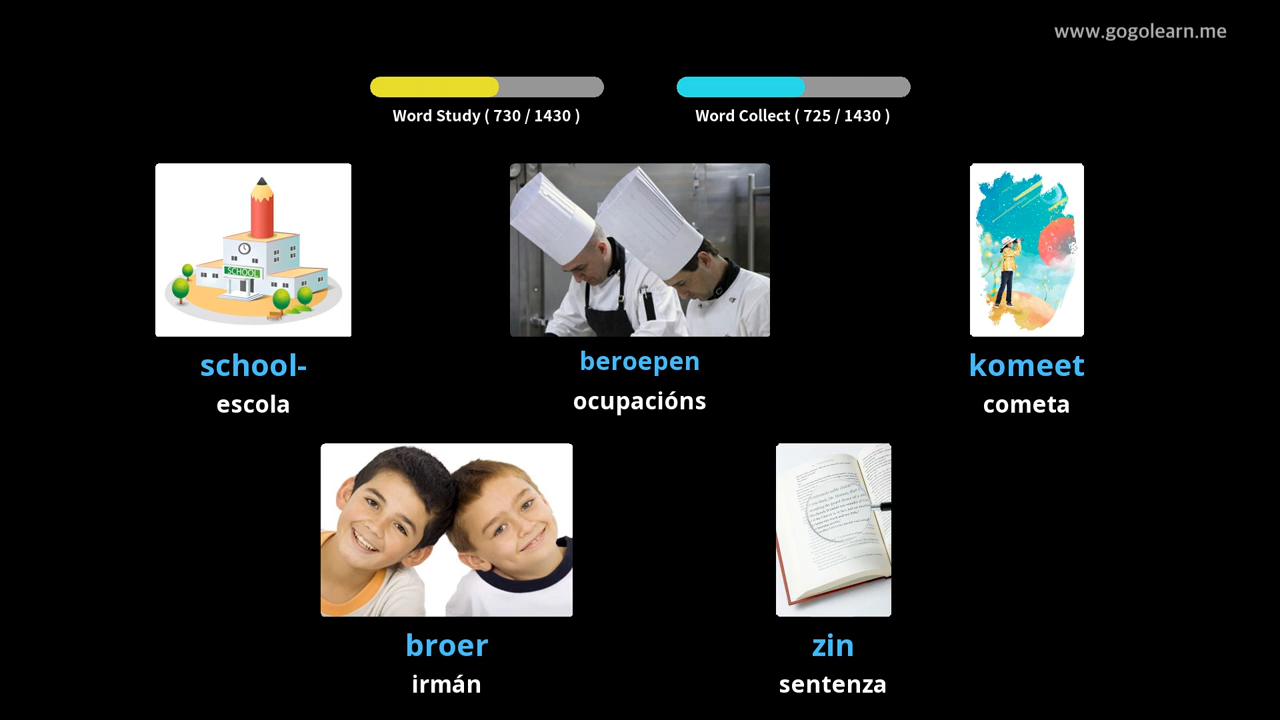 www.gogolearn.me
Word Study ( 730 / 1430 )
Word Collect ( 725 / 1430 )
SCHOOL
school-
escola
beroepen
ocupacións
komeet
cometa
broer
irmán
zin
sentenza